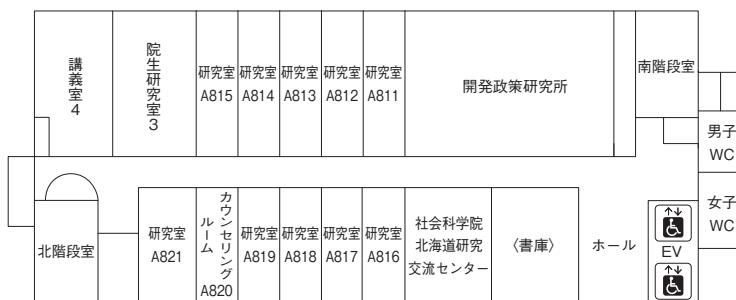 講義室4
院生研究室3
研究室
A815
研究室
A814
研究室
A813
研究室
A812
研究室
A811
開発政策研究所
南階段室
男子
WC
女子
WC
北階段室
研究室
A821
カウンセリング
ルーム
A820
研究室
A819
研究室
A818
研究室
A817
研究室
A816
社会科学院
北海道研究
交流センター
〈書庫〉
ホール
EV